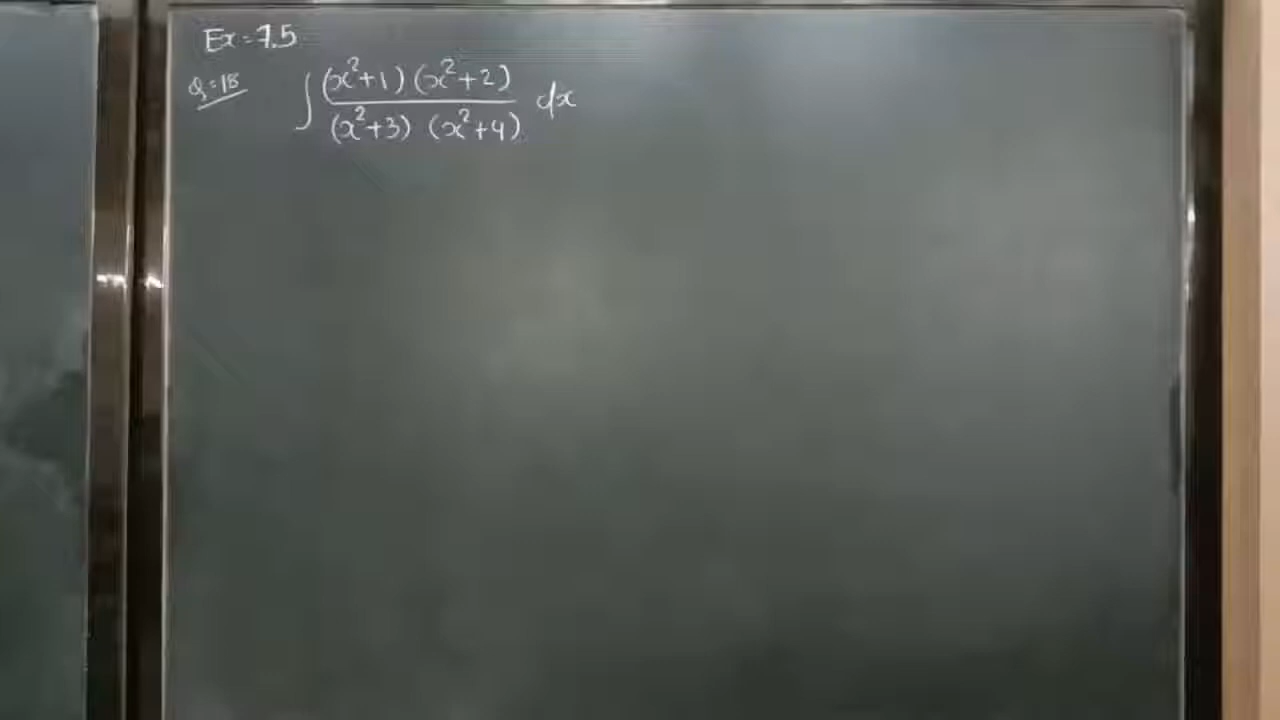 Ex = 7.5
Q = 18 ∫ (x²+1) (x²+2) / (x²+3) (x²+4) dx